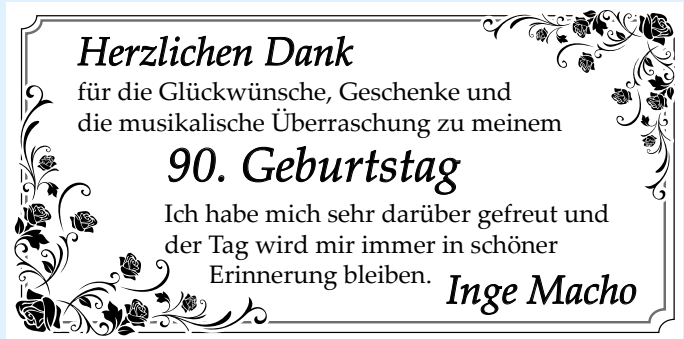 Herzlichen Dank
für die Glückwünsche, Geschenke und
die musikalische Überraschung zu meinem
90. Geburtstag
Ich habe mich sehr darüber gefreut und
der Tag wird mir immer in schöner
Erinnerung bleiben.
Inge Macho